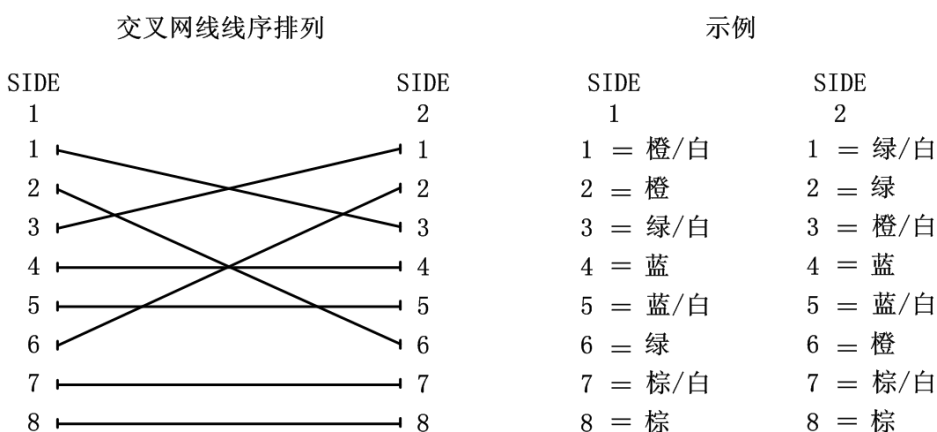 交叉网线线序排列 示例
SIDE SIDE SIDE SIDE
1 2 1 2
1 1 1 = 橙/白 1 = 绿/白
2 2 2 = 橙 2 = 绿
3 3 3 = 绿/白 3 = 橙/白
4 4 4 = 蓝 4 = 蓝
5 5 5 = 蓝/白 5 = 蓝/白
6 6 6 = 绿 6 = 橙
7 7 7 = 棕/白 7 = 棕/白
8 8 8 = 棕 8 = 棕